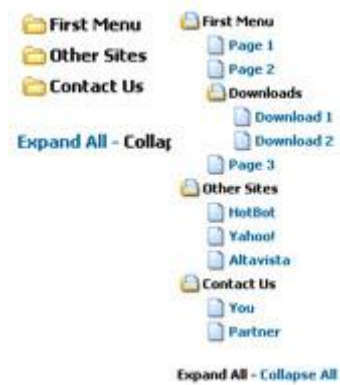 First Menu
Other Sites
Contact Us
Expand All - Collap
First Menu
Page 1
Page 2
Downloads
Download 1
Download 2
Page 3
Other Sites
HotBot
Yahoo!
Altavista
Contact Us
You
Partner
Expand All - Collapse All